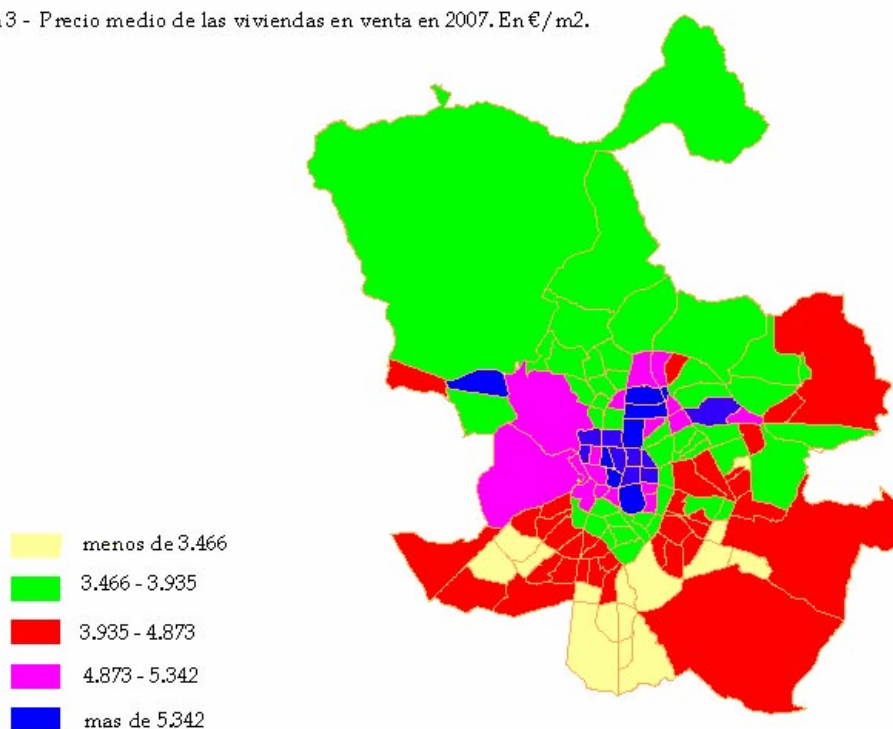 3 - Precio medio de las viviendas en venta en 2007. En €/m2.
menos de 3.466
3.466 - 3.935
3.935 - 4.873
4.873 - 5.342
mas de 5.342